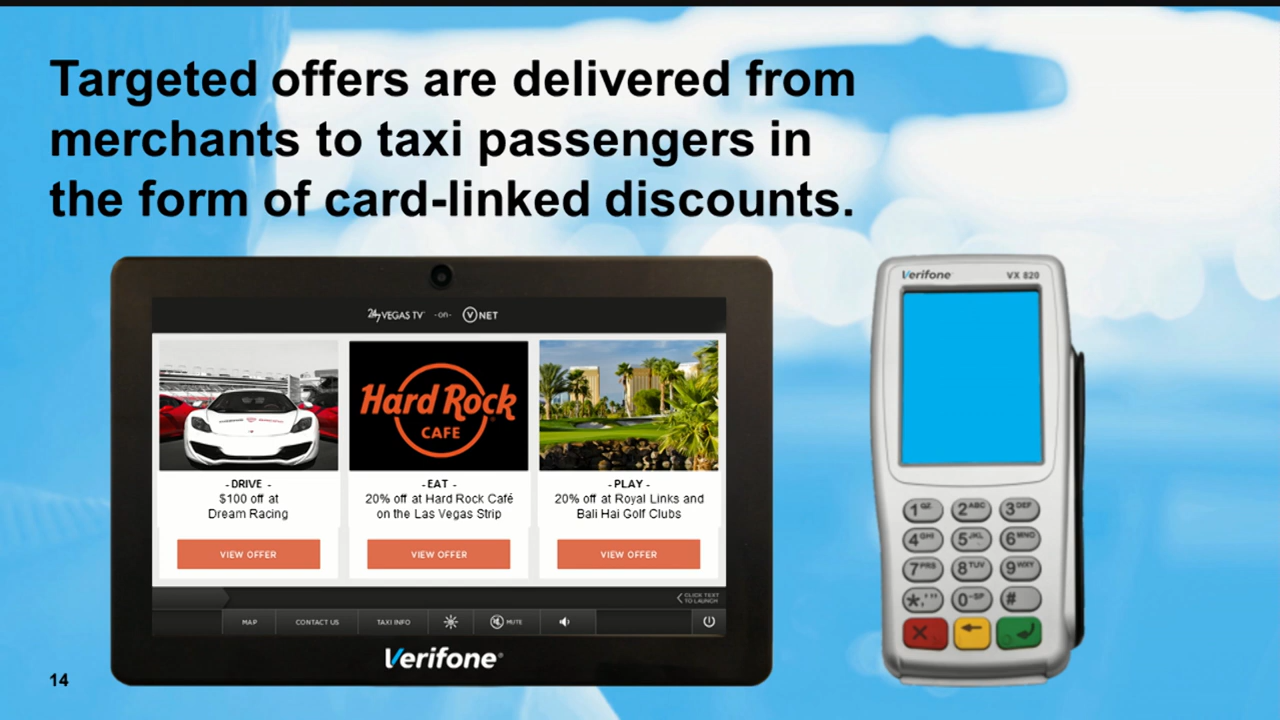 Targeted offers are delivered from
merchants to taxi passengers in
the form of card-linked discounts.
24/7 VEGAS TV -on- V NET
Hard Rock
CAFE
- DRIVE -
$100 off at
Dream Racing
VIEW OFFER
- EAT -
20% off at Hard Rock Café
on the Las Vegas Strip
VIEW OFFER
- PLAY -
20% off at Royal Links and
Bali Hai Golf Clubs
VIEW OFFER
CLICK TEXT
TO LAUNCH
MAP CONTACT US TAXI INFO MUTE
Verifone
Verifone VX 820
1 QZ. 2 ABC 3 DEF
4 GHI 5 JKL 6 MNO
7 PRS 8 TUV 9 WXY
*,'" 0-SP #
14